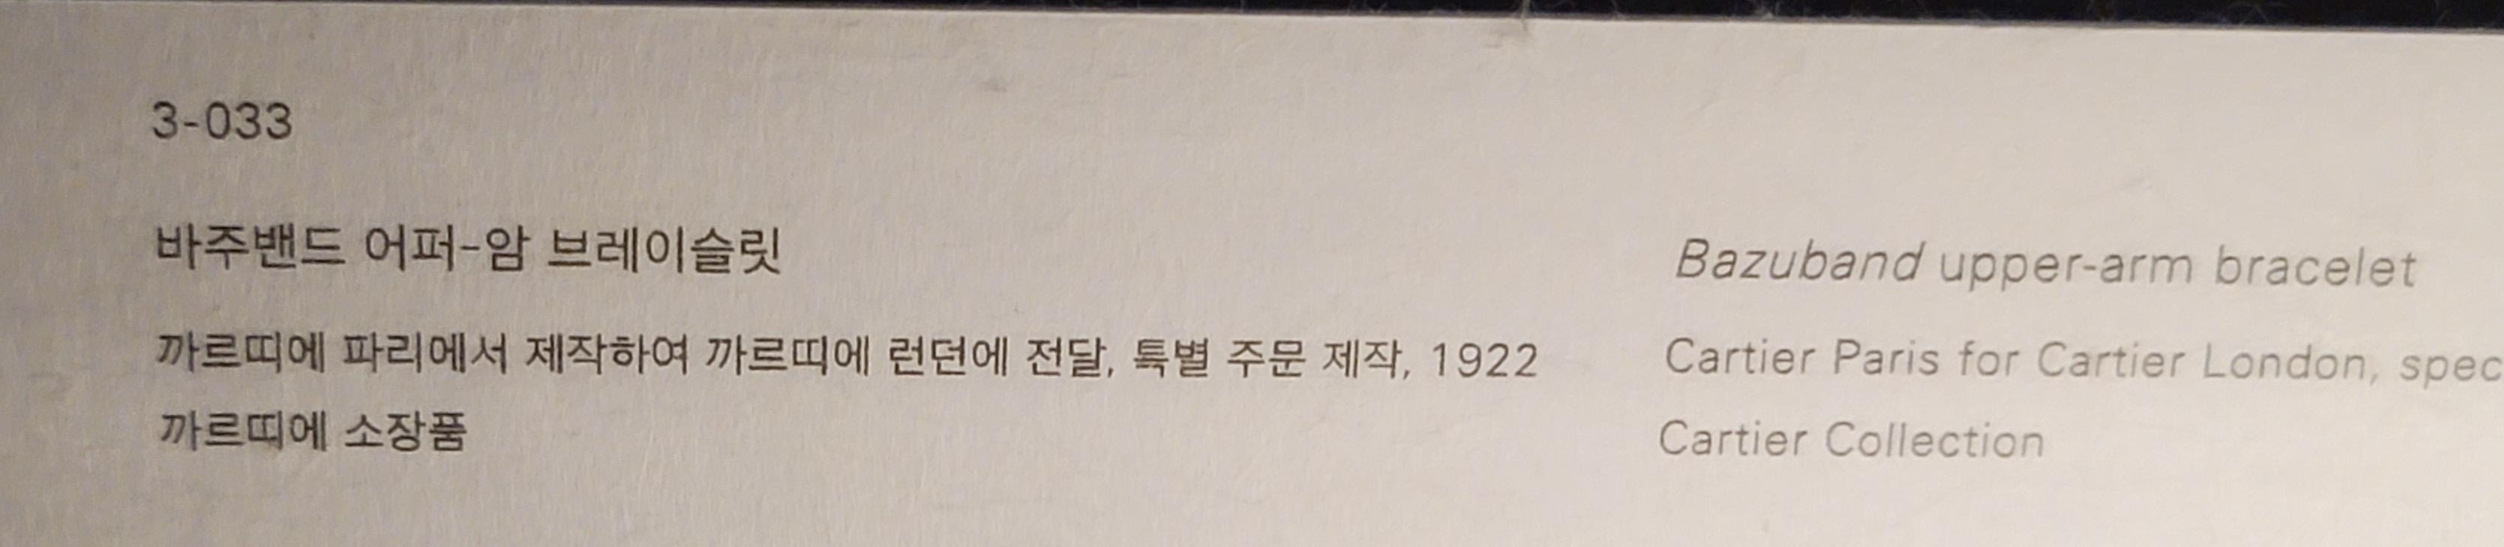 3-033
바주밴드 어퍼-암 브레이슬릿
까르띠에 파리에서 제작하여 까르띠에 런던에 전달, 특별 주문 제작, 1922
까르띠에 소장품
Bazuband upper-arm bracelet
Cartier Paris for Cartier London,
Cartier Collection